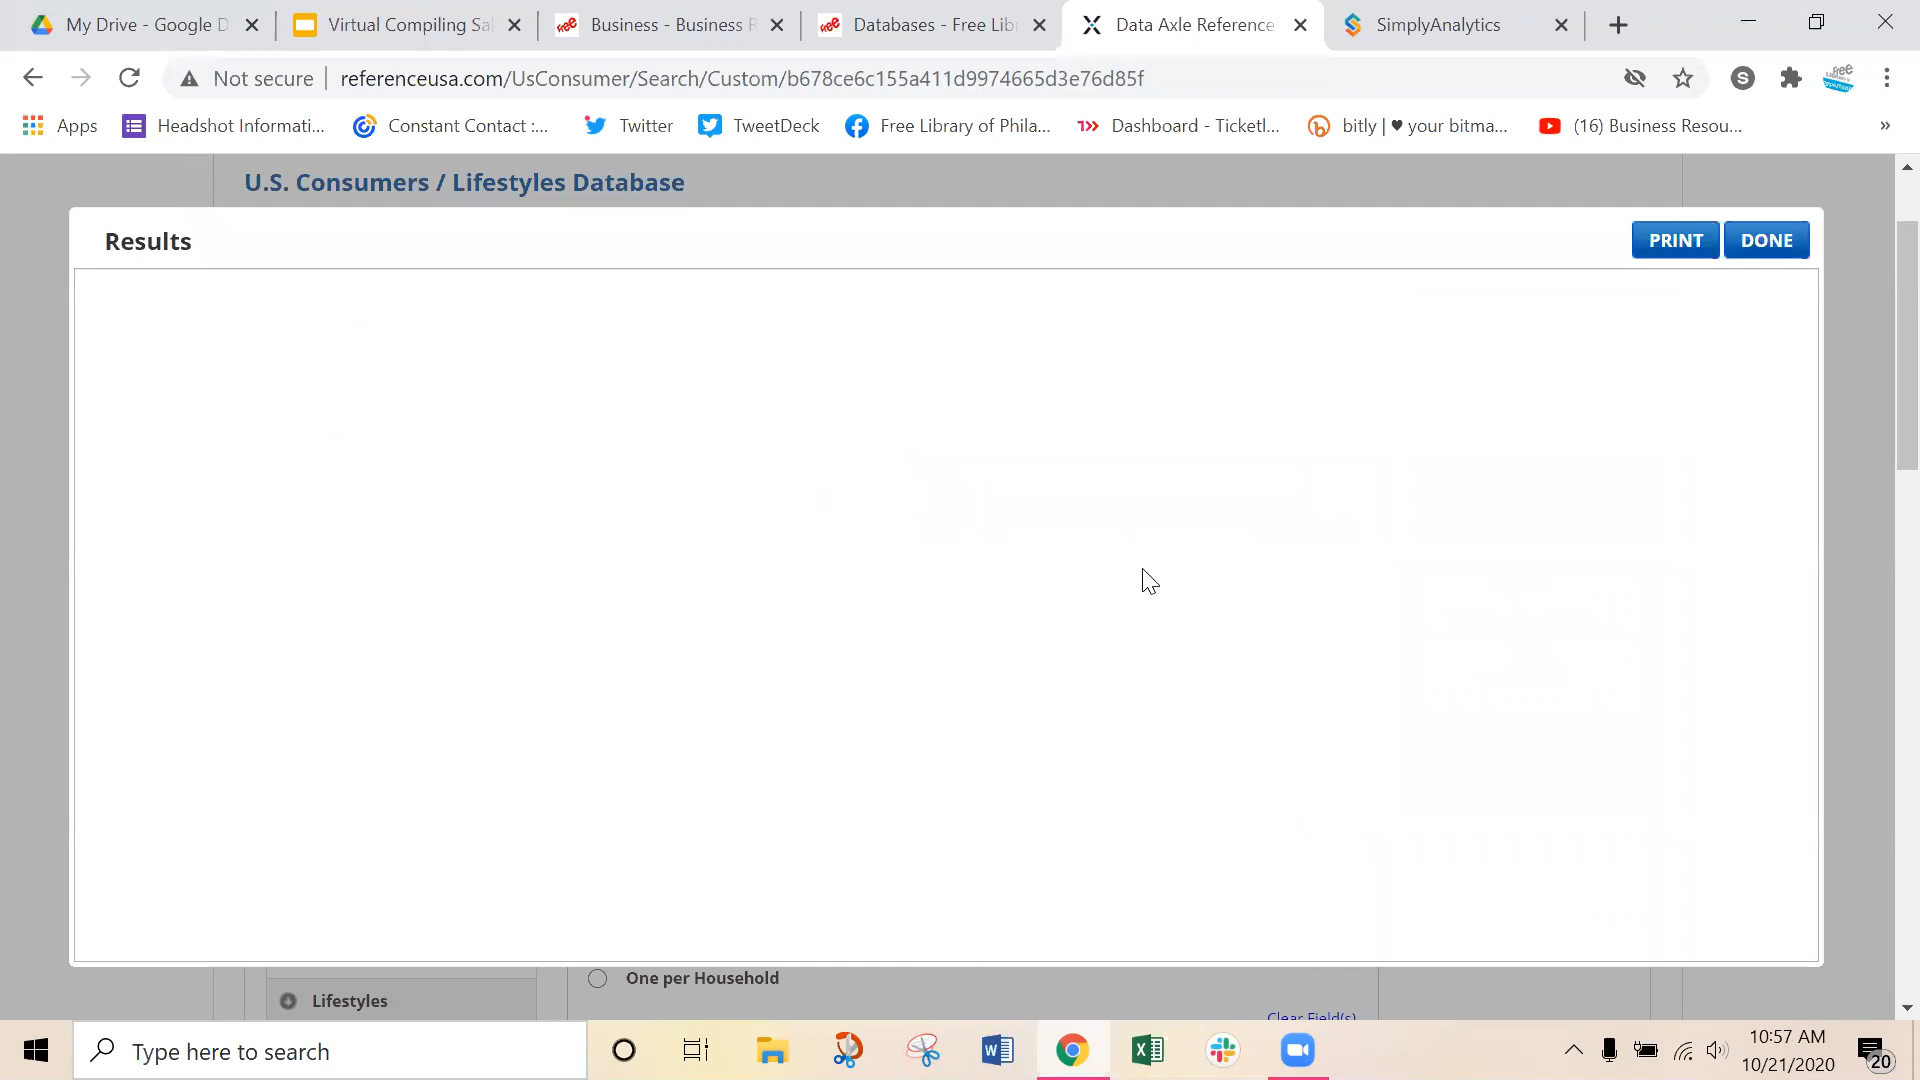 My Drive - Google D
Virtual Compiling Sal
Business - Business R
Databases - Free Libr
Data Axle Reference
SimplyAnalytics
Not secure
referenceusa.com/UsConsumer/Search/Custom/b678ce6c155a411d9974665d3e76d85f
Apps
Headshot Informati...
Constant Contact :...
Twitter
TweetDeck
Free Library of Phila...
Dashboard - Ticketl...
bitly | ♥ your bitma...
(16) Business Resou...
»
U.S. Consumers / Lifestyles Database
Results
PRINT
DONE
One per Household
Lifestyles
Clear Field(s)
Type here to search
10:57 AM
10/21/2020
20